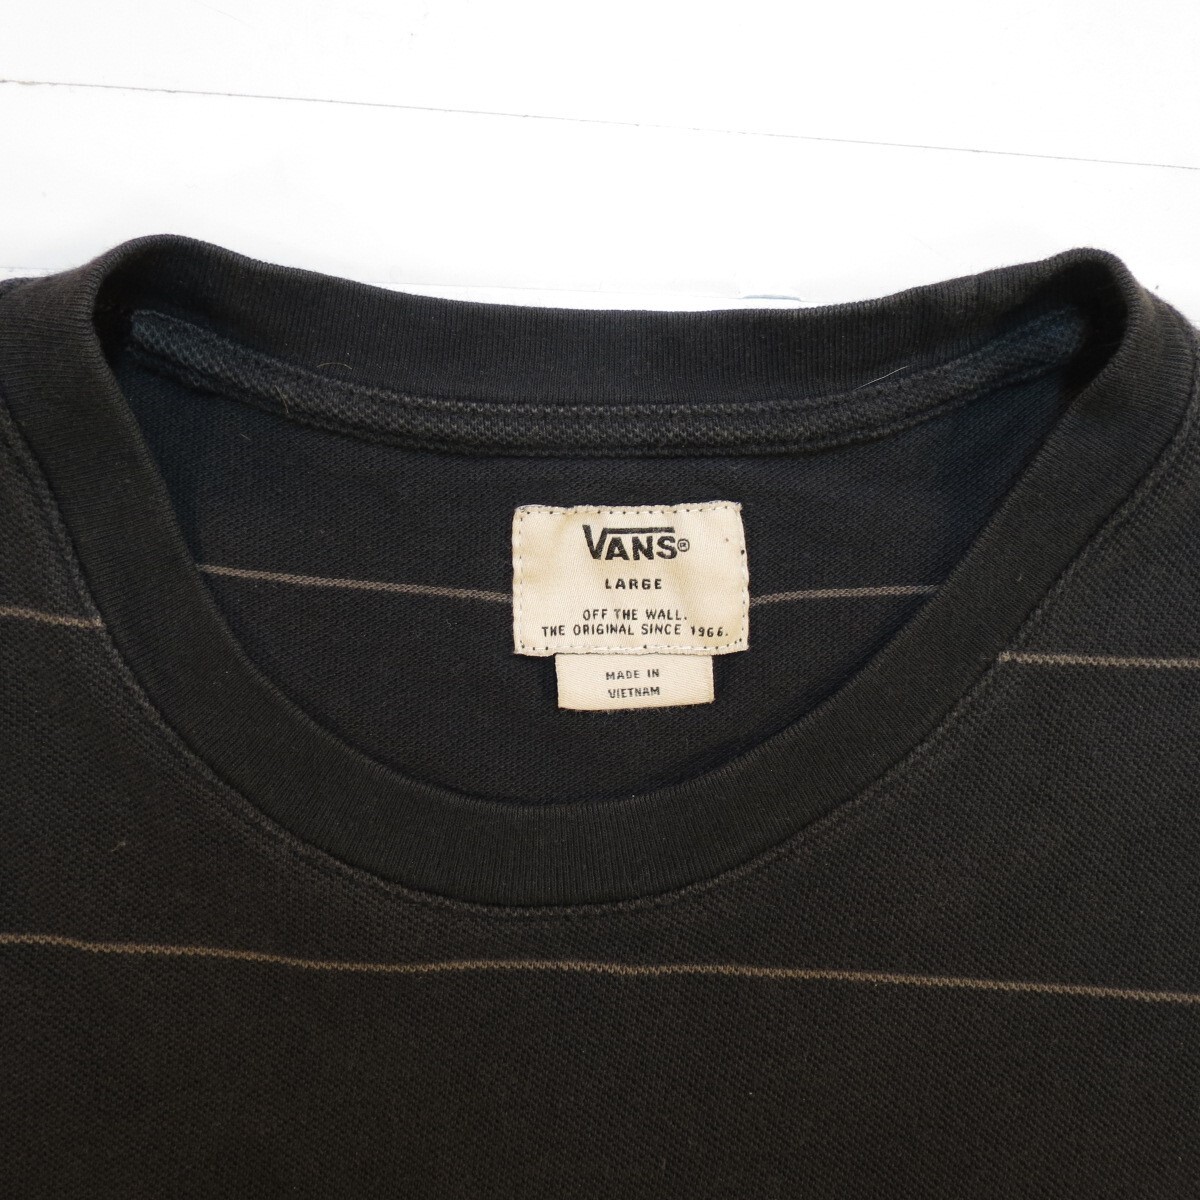 VANS®
LARGE
OFF THE WALL.
THE ORIGINAL SINCE 1966.
MADE IN
VIETNAM